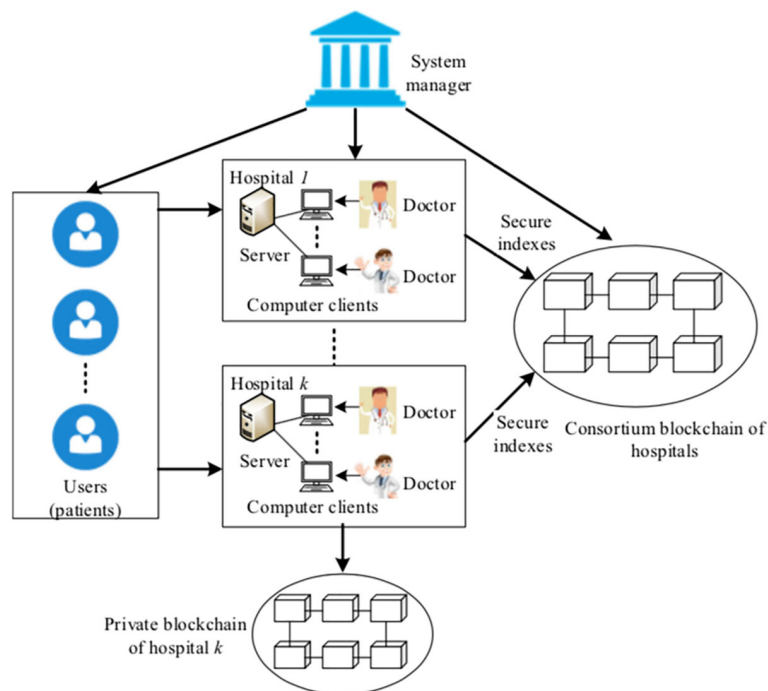 System
manager
Hospital 1
Doctor
Server
Doctor
Computer clients
Secure
indexes
Hospital k
Doctor
Server
Doctor
Computer clients
Secure
indexes
Consortium blockchain of
hospitals
Users
(patients)
Private blockchain
of hospital k